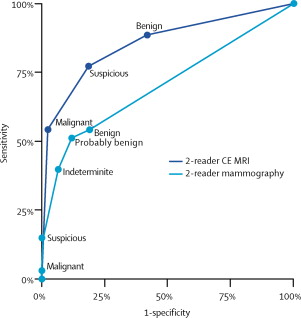 100%
Benign
75%
Suspicious
Malignant
50%
Benign
Probably benign
2-reader CE MRI
Indeterminite
2-reader mammography
Sensitivity
25%
Suspicious
Malignant
0%
0%
25%
50%
75%
100%
1-specificity